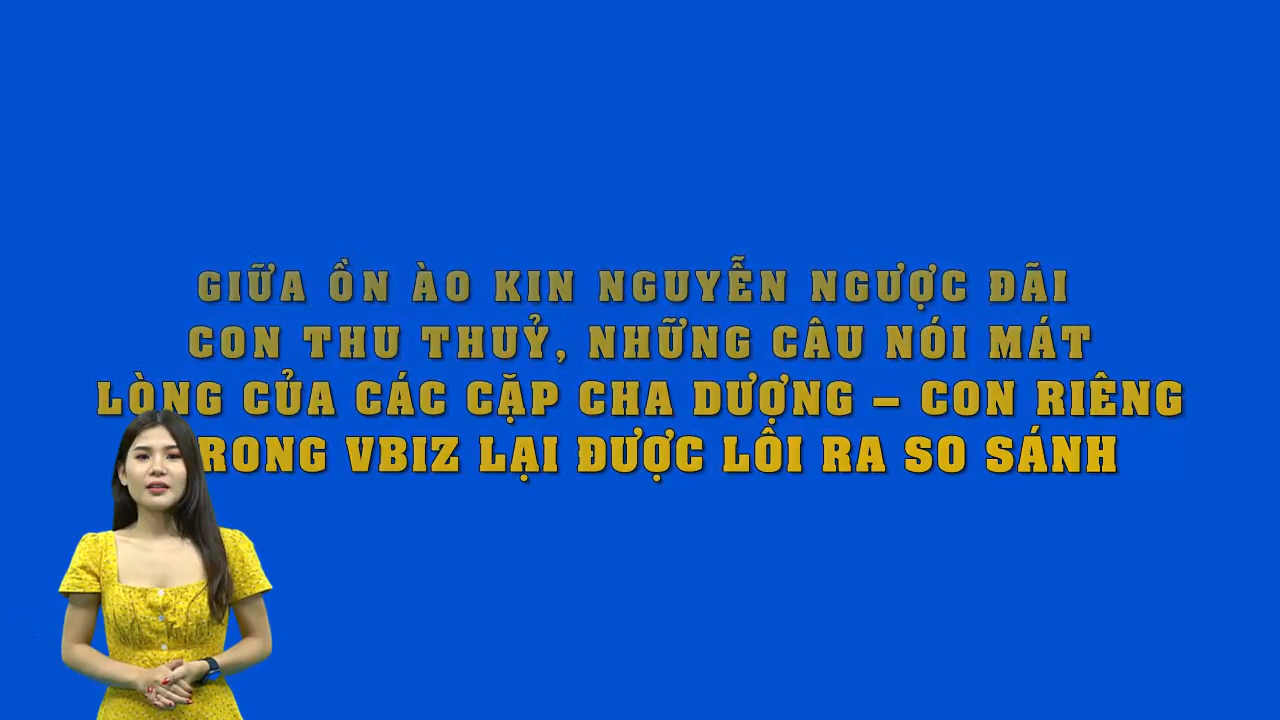 GIỮA ỒN ÀO KIN NGUYỄN NGƯỢC ĐÃI
CON THU THUỶ, NHỮNG CÂU NÓI MÁT
LÒNG CỦA CÁC CẶP CHA DƯỢNG – CON RIÊNG
RONG VBIZ LẠI ĐƯỢC LÔI RA SO SÁNH